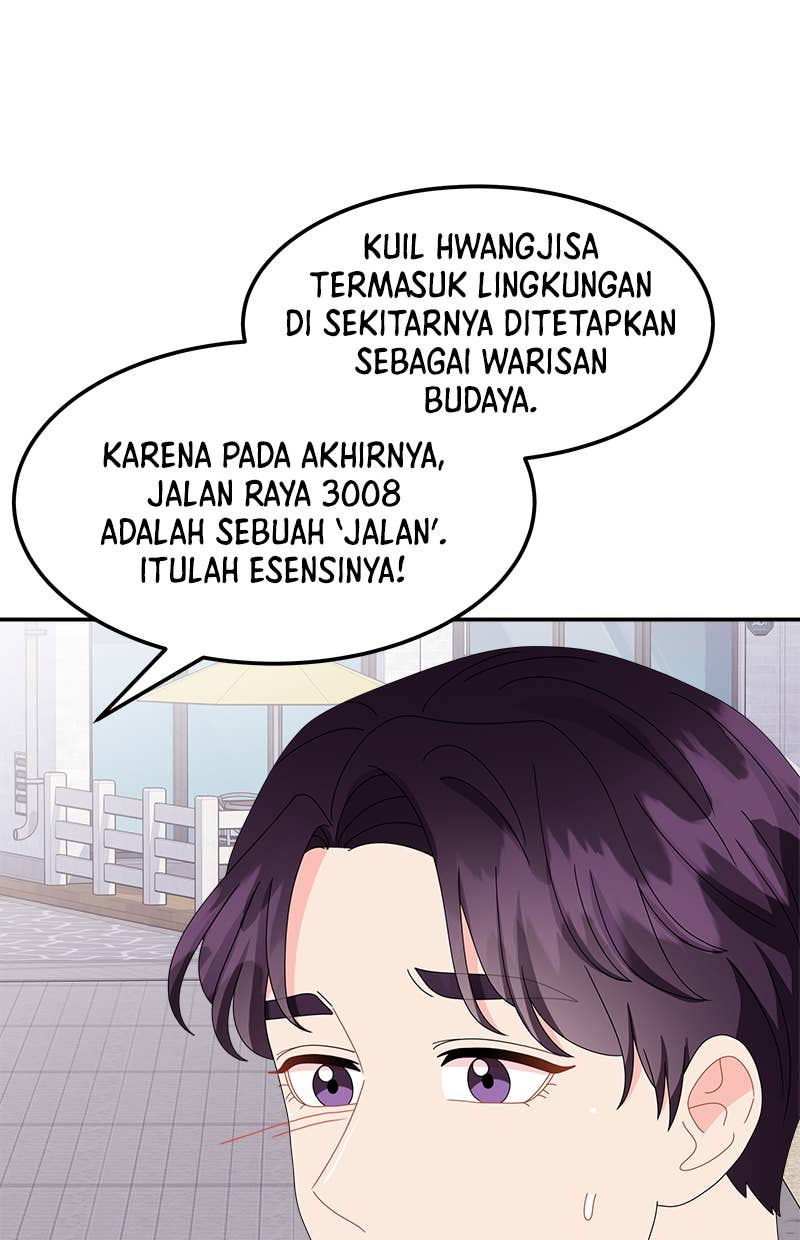 KUIL HWANGJISA
TERMASUK LINGKUNGAN
DI SEKITARNYA DITETAPKAN
SEBAGAI WARISAN
BUDAYA.
KARENA PADA AKHIRNYA,
JALAN RAYA 3008
ADALAH SEBUAH ‘JALAN’.
ITULAH ESENSINYA!